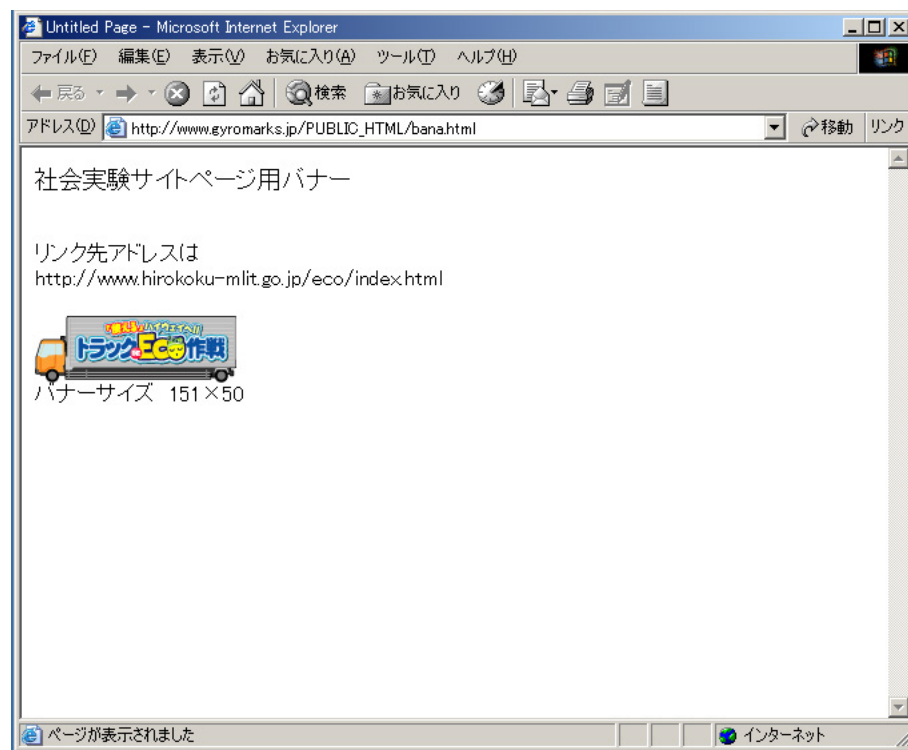 Untitled Page - Microsoft Internet Explorer
ファイル(F) 編集(E) 表示(V) お気に入り(A) ツール(T) ヘルプ(H)
戻る 検索 お気に入り
アドレス(D) http://www.gyromarks.jp/PUBLIC_HTML/bana.html 移動 リンク
社会実験サイトページ用バナー
リンク先アドレスは
http://www.hirokoku-mlit.go.jp/eco/index.html
トラックEco作戦
バナーサイズ 151×50
ページが表示されました インターネット